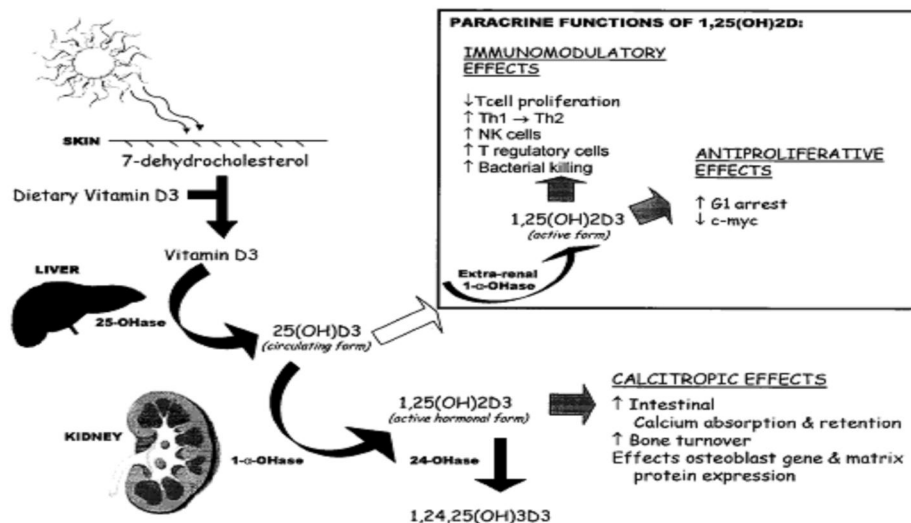 PARACRINE FUNCTIONS OF 1,25(OH)2D:
IMMUNOMODULATORY
EFFECTS
↓Tcell proliferation
↑ Th1 → Th2
↑ NK cells
↑ T regulatory cells
↑ Bacterial killing
ANTIPROLIFERATIVE
EFFECTS
↑ G1 arrest
↓ c-myc
1,25(OH)2D3
(active form)
Extra-renal
1-α-OHase
SKIN
7-dehydrocholesterol
Dietary Vitamin D3
Vitamin D3
LIVER
25-OHase
25(OH)D3
(circulating form)
KIDNEY
1-α-OHase
1,25(OH)2D3
(active hormonal form)
24-OHase
1,24,25(OH)3D3
CALCITROPIC EFFECTS
↑ Intestinal
Calcium absorption & retention
↑ Bone turnover
Effects osteoblast gene & matrix
protein expression